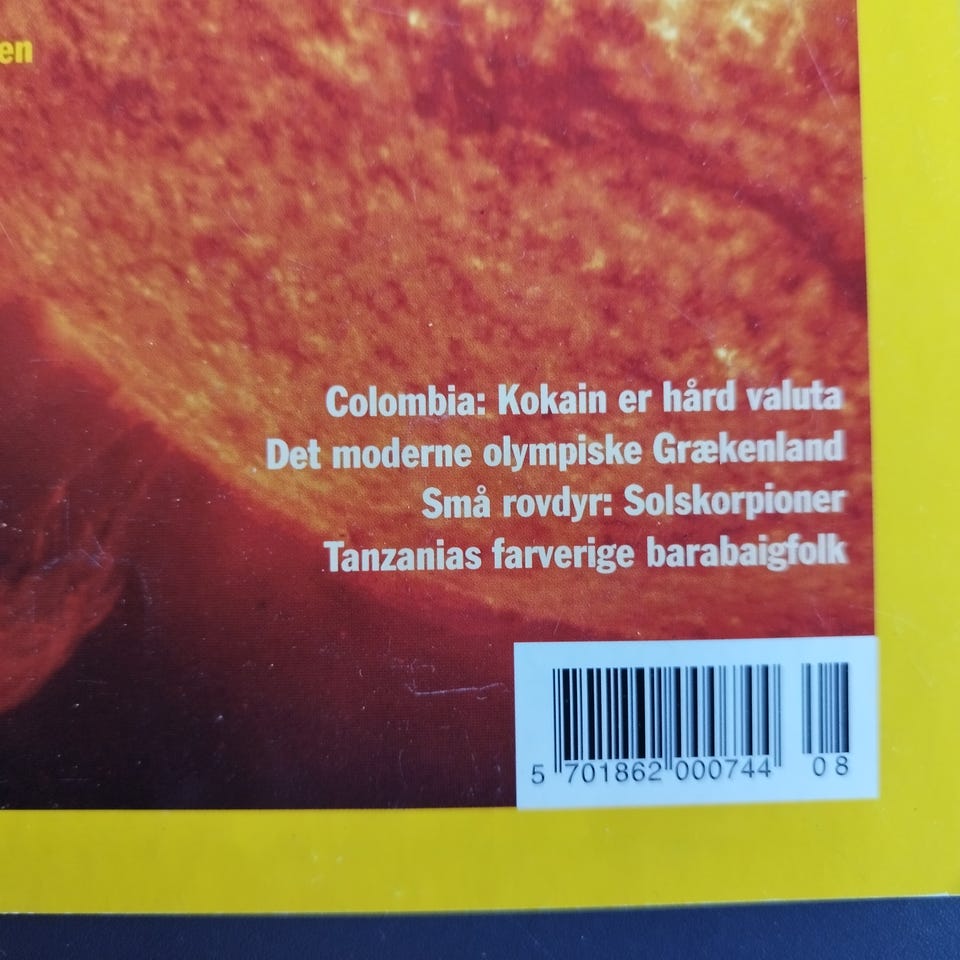 en
Colombia: Kokain er hård valuta
Det moderne olympiske Grækenland
Små rovdyr: Solskorpioner
Tanzanias farverige barabaigfolk
5 701862 000744 08